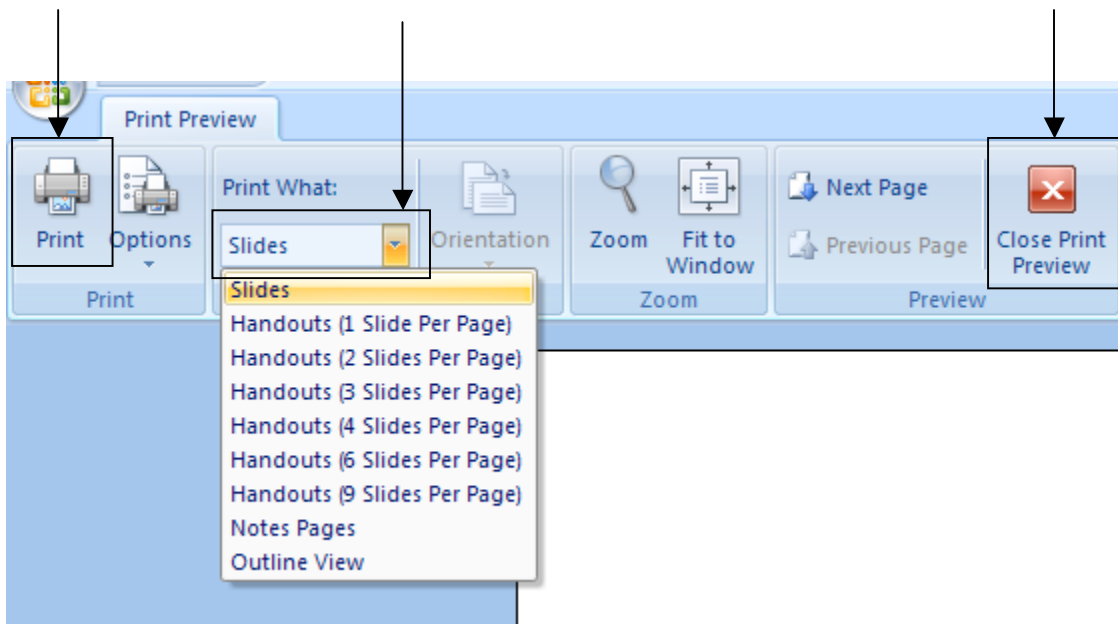 Print Preview
Print
Options
Print What:
Slides
Orientation
Zoom
Fit to
Window
Next Page
Previous Page
Close Print
Preview
Print
Zoom
Preview
Slides
Handouts (1 Slide Per Page)
Handouts (2 Slides Per Page)
Handouts (3 Slides Per Page)
Handouts (4 Slides Per Page)
Handouts (6 Slides Per Page)
Handouts (9 Slides Per Page)
Notes Pages
Outline View